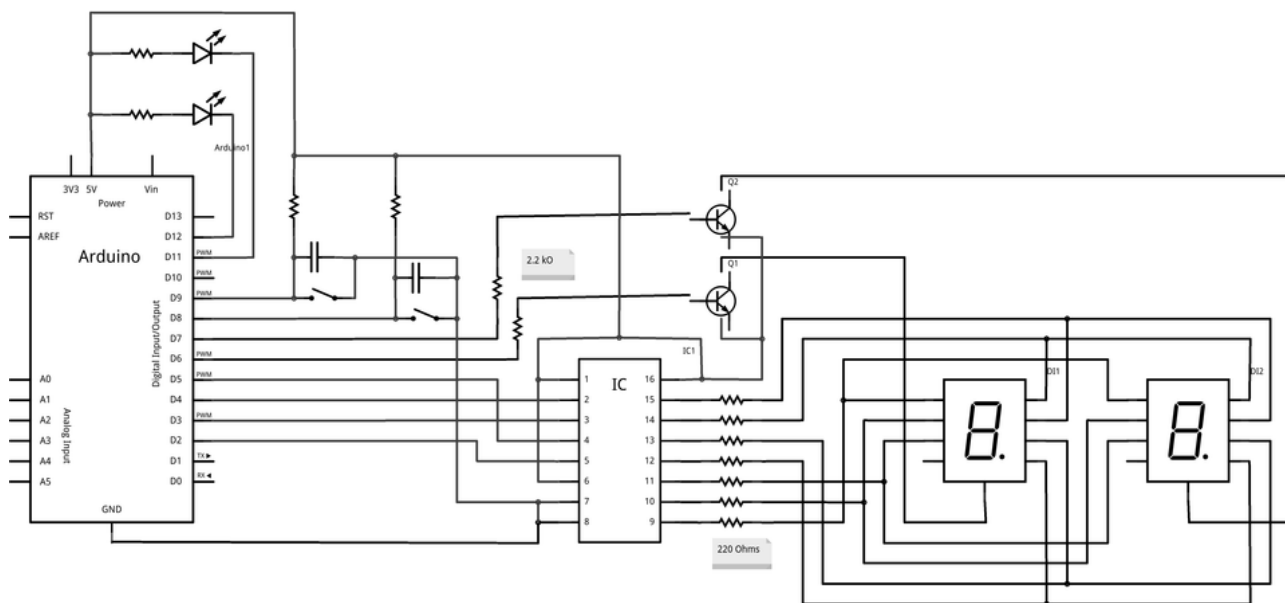 Arduino1
3V3 5V Vin
Power
RST
AREF
Arduino
D13
D12
D11 PWM
D10 PWM
D9 PWM
D8
D7
D6 PWM
D5 PWM
D4
D3 PWM
D2
D1 TX ▶
D0 RX ◀
Digital Input/Output
A0
A1
A2
A3
A4
A5
Analog Input
GND
2.2 kO
Q2
Q1
IC1
IC
1 16
2 15
3 14
4 13
5 12
6 11
7 10
8 9
220 Ohms
DI1
8.
DI2
8.